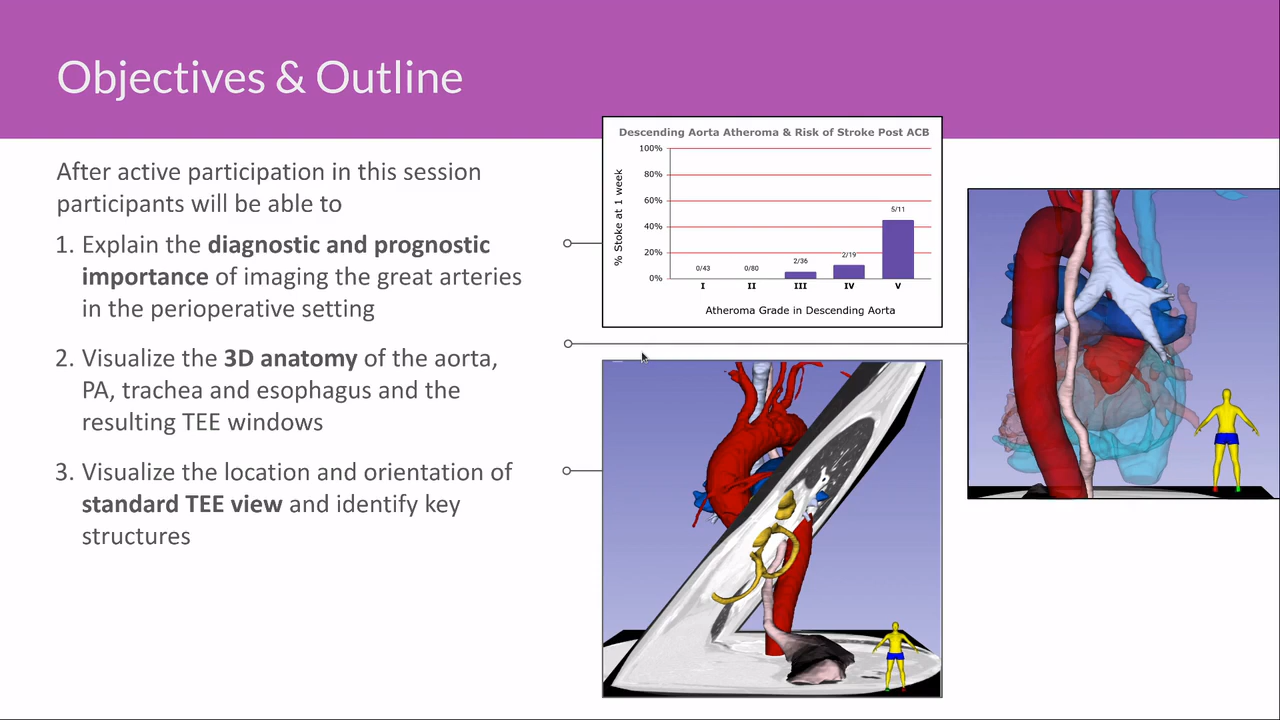 Objectives & Outline
After active participation in this session
participants will be able to
1. Explain the diagnostic and prognostic
importance of imaging the great arteries
in the perioperative setting
2. Visualize the 3D anatomy of the aorta,
PA, trachea and esophagus and the
resulting TEE windows
3. Visualize the location and orientation of
standard TEE view and identify key
structures
Descending Aorta Atheroma & Risk of Stroke Post ACB
% Stoke at 1 week
100%
80%
60%
40%
20%
0%
0/43
0/80
2/36
2/19
5/11
I II III IV V
Atheroma Grade in Descending Aorta